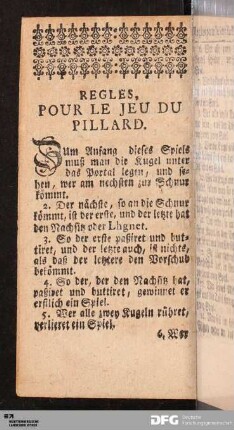 REGLES,
POUR LE JEU DU
PILLARD.
ZUm Anfang dieses Spiels
muß man die Kugel unter
das Portal legen, und se-
hen, wer am nechsten zur Schnur
kömmt.
2. Der nächste, so an die Schnur
kömmt, ist der erste, und der letzte hat
den Nachsitz oder Lhgnet.
3. So der erste passiret und but-
tiret, und der letzte auch, ist nichts,
als daß der letztere den Vorschub
bekömmt.
4. So der, der den Nachsitz hat,
passiret und buttiret, gewinnet er
erstlich ein Spiel.
5. Wer alle zwey Kugeln rühret,
verlieret ein Spiel.
6. Wer
DFG Deutsche
Forschungsgemeinschaft